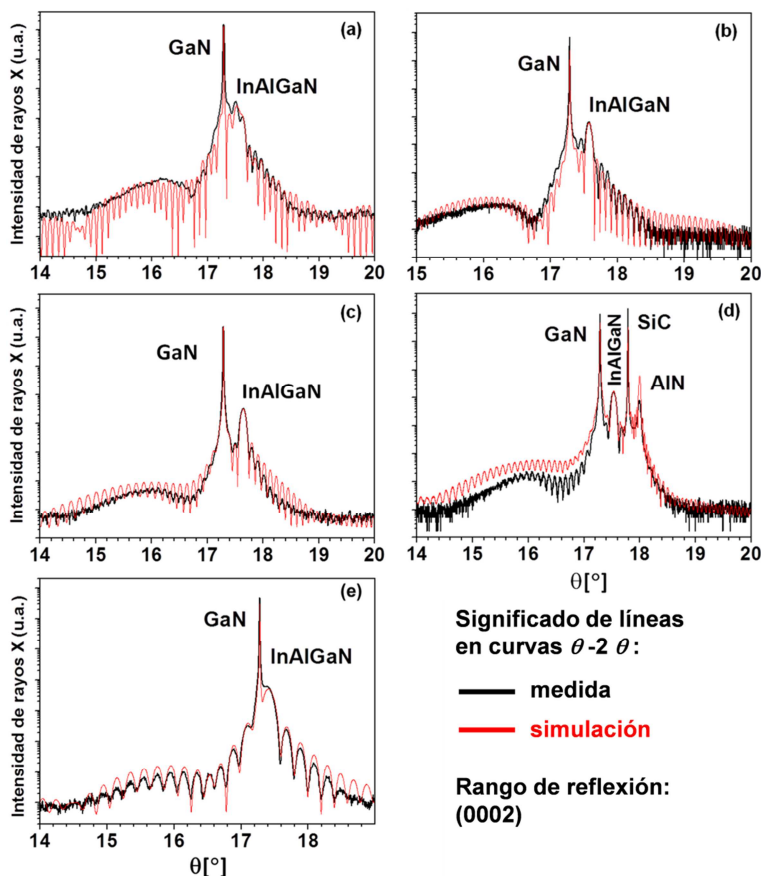 Intensidad de rayos X (u.a.)
(a)
GaN
InAlGaN
14 15 16 17 18 19 20
(b)
GaN
InAlGaN
15 16 17 18 19 20
Intensidad de rayos X (u.a.)
(c)
GaN
InAlGaN
14 15 16 17 18 19 20
(d)
GaN
InAlGaN
SiC
AlN
14 15 16 17 18 19 20
θ[°]
Intensidad de rayos X (u.a.)
(e)
GaN
InAlGaN
14 15 16 17 18
θ[°]
Significado de líneas
en curvas θ-2 θ:
medida
simulación
Rango de reflexión:
(0002)